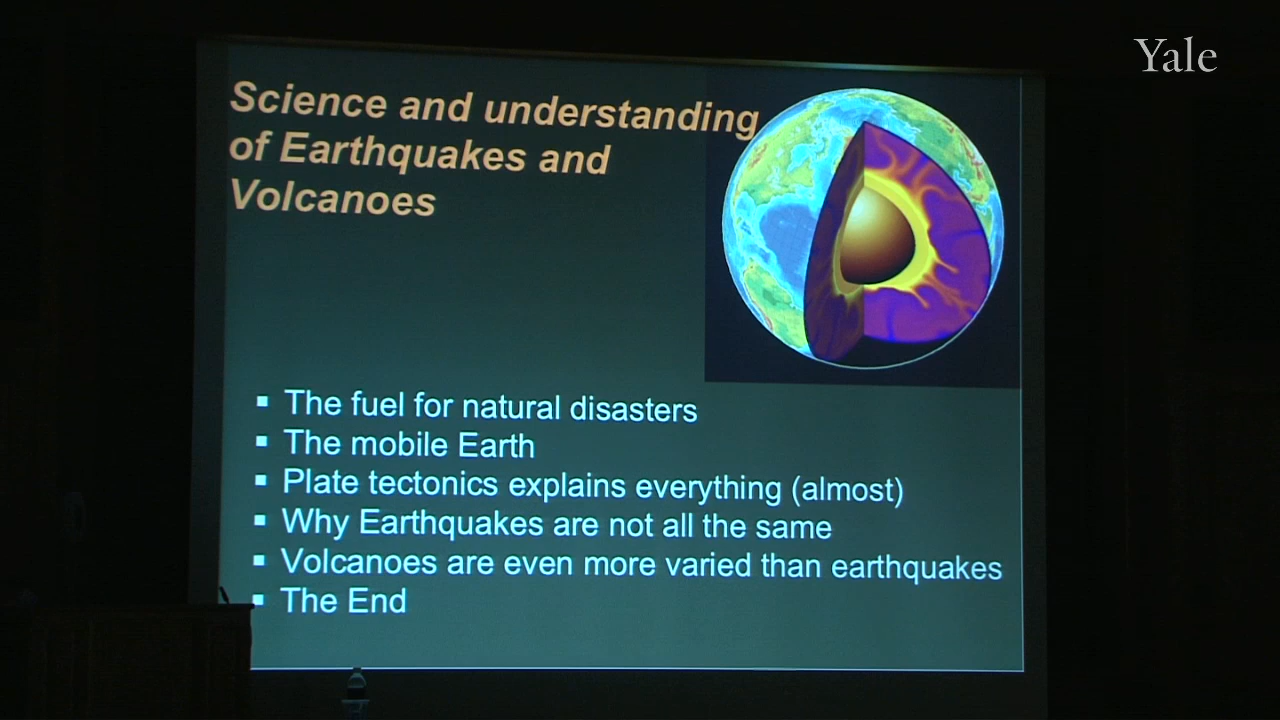 Yale
Science and understanding
of Earthquakes and
Volcanoes
▪ The fuel for natural disasters
▪ The mobile Earth
▪ Plate tectonics explains everything (almost)
▪ Why Earthquakes are not all the same
▪ Volcanoes are even more varied than earthquakes
▪ The End